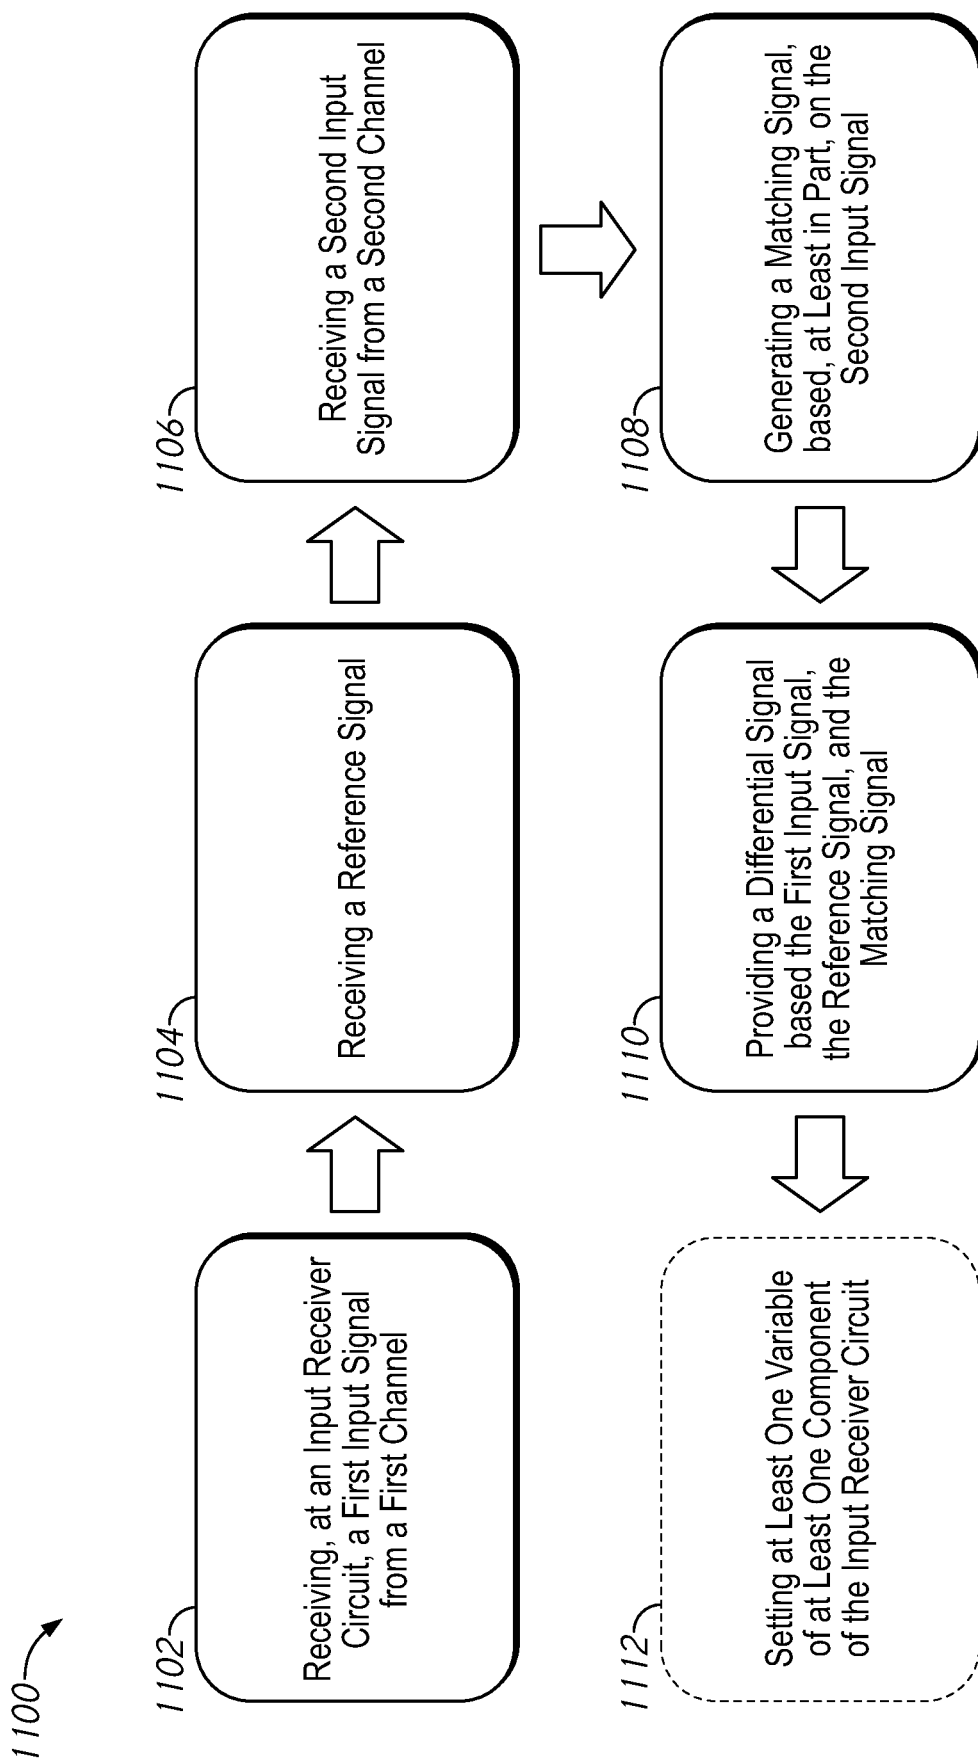 1100
1102
Receiving, at an Input Receiver
Circuit, a First Input Signal
from a First Channel
1104
Receiving a Reference Signal
1106
Receiving a Second Input
Signal from a Second Channel
1108
Generating a Matching Signal,
based, at Least in Part, on the
Second Input Signal
1110
Providing a Differential Signal
based the First Input Signal,
the Reference Signal, and the
Matching Signal
1112
Setting at Least One Variable
of at Least One Component
of the Input Receiver Circuit